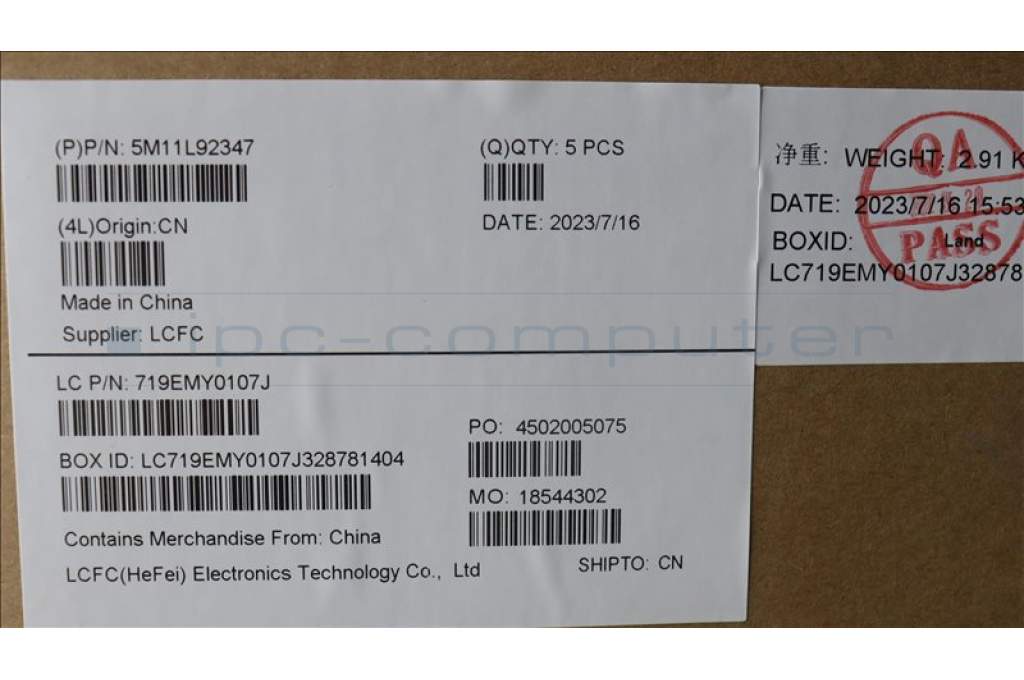 (P)P/N: 5M11L92347
(Q)QTY: 5 PCS
(4L)Origin:CN
DATE: 2023/7/16
Made in China
Supplier: LCFC
LC P/N: 719EMY0107J
PO: 4502005075
BOX ID: LC719EMY0107J328781404
MO: 18544302
Contains Merchandise From: China
LCFC(HeFei) Electronics Technology Co., Ltd
SHIPTO: CN
净重: WEIGHT: 2.91 K
DATE: 2023/7/16 15:53
BOXID: Land
LC719EMY0107J32878
QA
PASS
ipc-computer